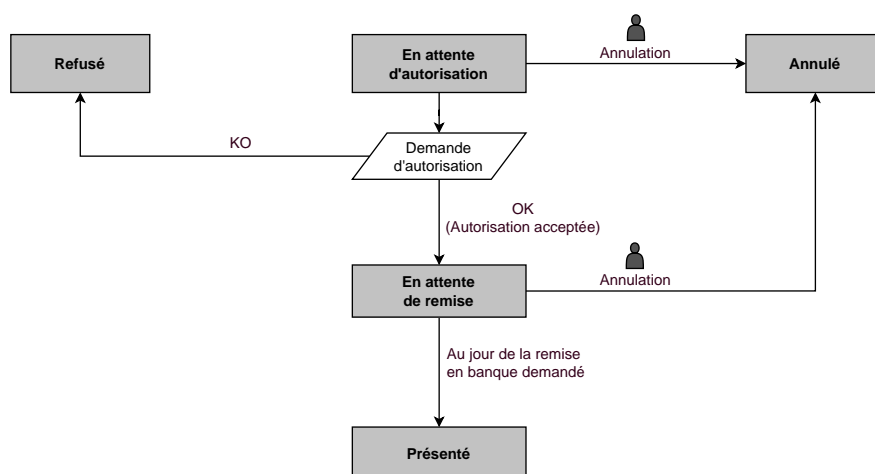 Refusé
En attente
d'autorisation
Annulation
Annulé
KO
Demande
d'autorisation
OK
(Autorisation acceptée)
En attente
de remise
Annulation
Au jour de la remise
en banque demandé
Présenté